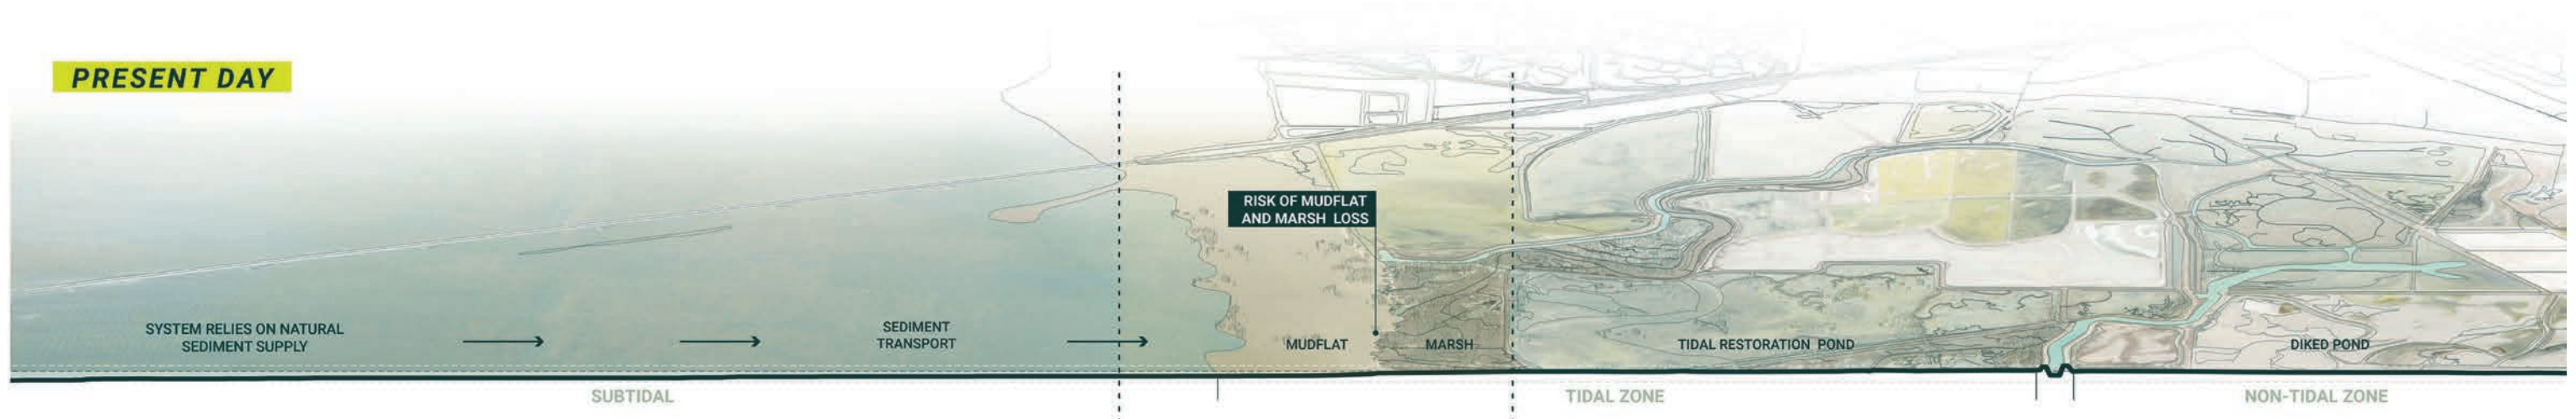 PRESENT DAY
RISK OF MUDFLAT
AND MARSH LOSS
SYSTEM RELIES ON NATURAL
SEDIMENT SUPPLY
SEDIMENT
TRANSPORT
MUDFLAT
MARSH
TIDAL RESTORATION POND
DIKED POND
SUBTIDAL
TIDAL ZONE
NON-TIDAL ZONE